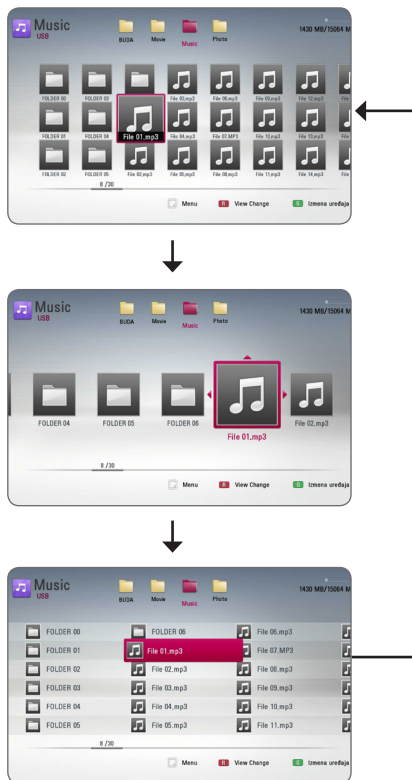 Music
USB
BUDA Movie Music Photo
1430 MB/15064 M
FOLDER 00 FOLDER 03 File 03.mp3 File 06.mp3 File 09.mp3 File 12.mp3
FOLDER 01 FOLDER 04 File 01.mp3 File 04.mp3 File 07.MP3 File 10.mp3 File 13.mp3
FOLDER 02 FOLDER 05 File 02.mp3 File 05.mp3 File 08.mp3 File 11.mp3 File 14.mp3
8 /30
Menu R View Change G Izmena uređaja
Music
USB
BUDA Movie Music Photo
1430 MB/15064 M
FOLDER 04 FOLDER 05 FOLDER 06 File 01.mp3 File 02.mp3
8 /30
Menu R View Change G Izmena uređaja
Music
USB
BUDA Movie Music Photo
1430 MB/15064 M
FOLDER 00 FOLDER 06 File 06.mp3
FOLDER 01 File 01.mp3 File 07.MP3
FOLDER 02 File 02.mp3 File 08.mp3
FOLDER 03 File 03.mp3 File 09.mp3
FOLDER 04 File 04.mp3 File 10.mp3
FOLDER 05 File 05.mp3 File 11.mp3
8 /30
Menu R View Change G Izmena uređaja